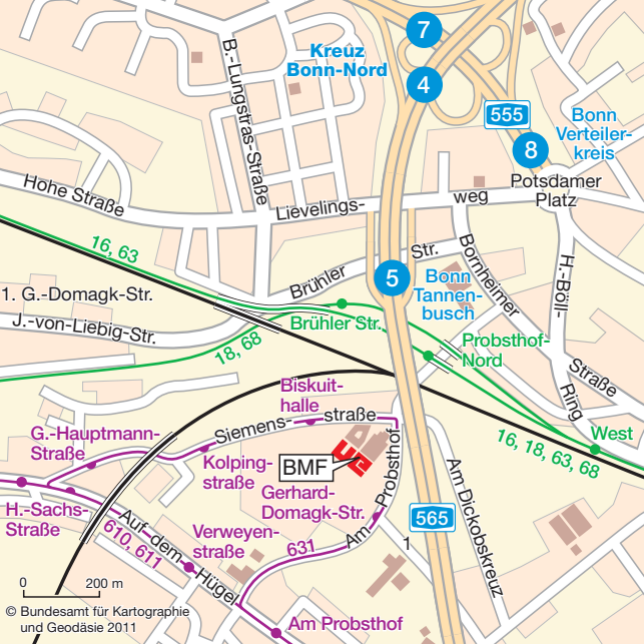 7
Kreuz
Bonn-Nord
4
B.-Lungstras-Straße
555
Bonn
Verteiler-
kreis
8
Potsdamer
Platz
Hohe Straße
Lievelings-
weg
16, 63
Brühler
Str.
5
Bonn
Tannen-
busch
Bornheimer
Straße
H.-Böll-
Ring
1. G.-Domagk-Str.
J.-von-Liebig-Str.
Brühler Str.
18, 68
Probsthof-
Nord
Biskuit-
halle
Siemens-
straße
G.-Hauptmann-
Straße
West
16, 18, 63, 68
Kolping-
straße
BMF
Gerhard-
Domagk-Str.
Am Probsthof
Am Dickobskreuz
H.-Sachs-
Straße
610, 611
Auf dem
Hügel
Verweyen-
straße
631
565
1
0 200 m
Am Probsthof
© Bundesamt für Kartographie
und Geodäsie 2011